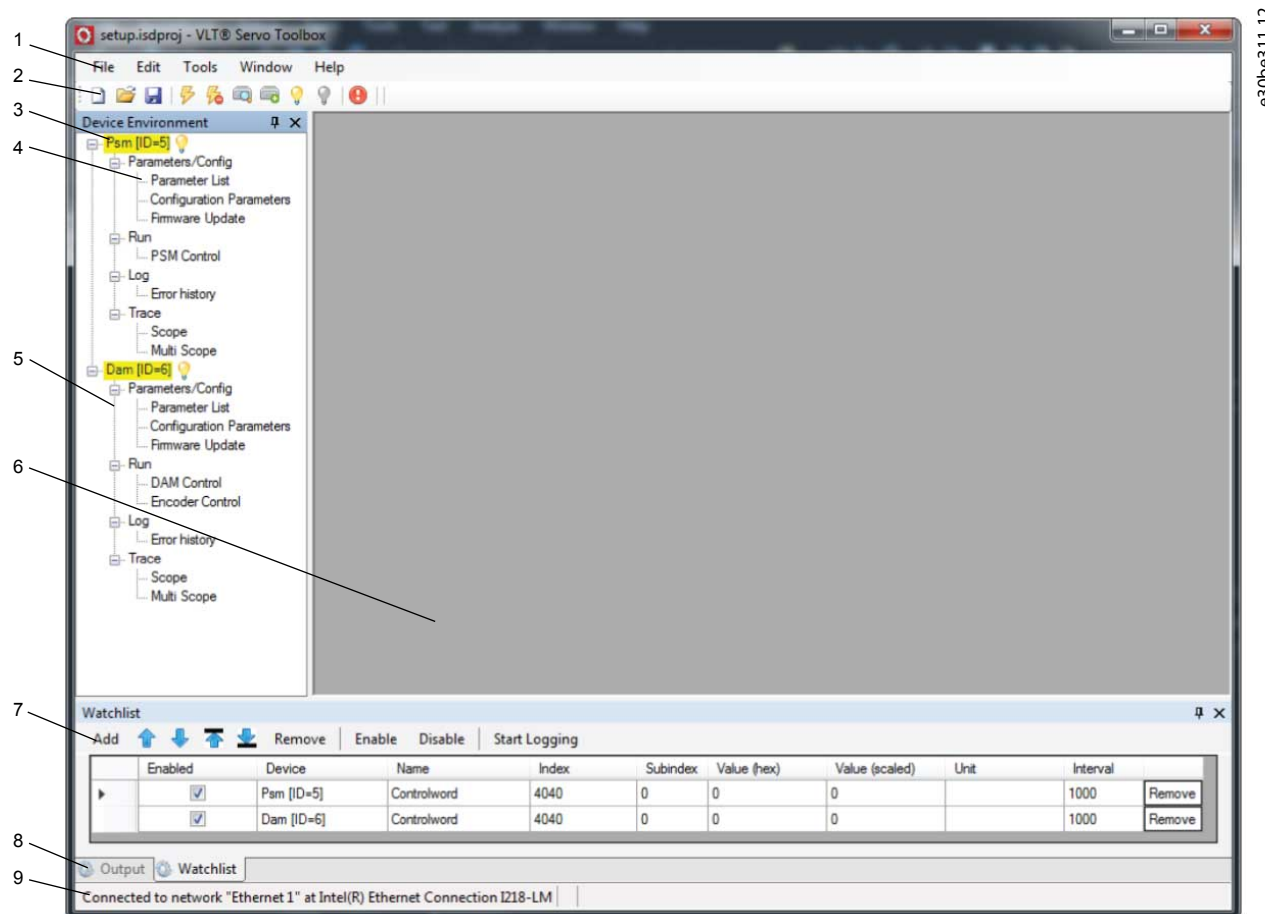 e30be311.12
setup.isdproj - VLT® Servo Toolbox
1
File Edit Tools Window Help
2
3
Device Environment
Psm [ID=5]
4
Parameters/Config
Parameter List
Configuration Parameters
Firmware Update
Run
PSM Control
Log
Error history
Trace
Scope
Multi Scope
5
Dam [ID=6]
Parameters/Config
Parameter List
Configuration Parameters
Firmware Update
6
Run
DAM Control
Encoder Control
Log
Error history
Trace
Scope
Multi Scope
7
Watchlist
Add Remove Enable Disable Start Logging
Enabled Device Name Index Subindex Value (hex) Value (scaled) Unit Interval
Psm [ID=5] Controlword 4040 0 0 0 1000 Remove
Dam [ID=6] Controlword 4040 0 0 0 1000 Remove
8
Output Watchlist
9
Connected to network "Ethernet 1" at Intel(R) Ethernet Connection I218-LM